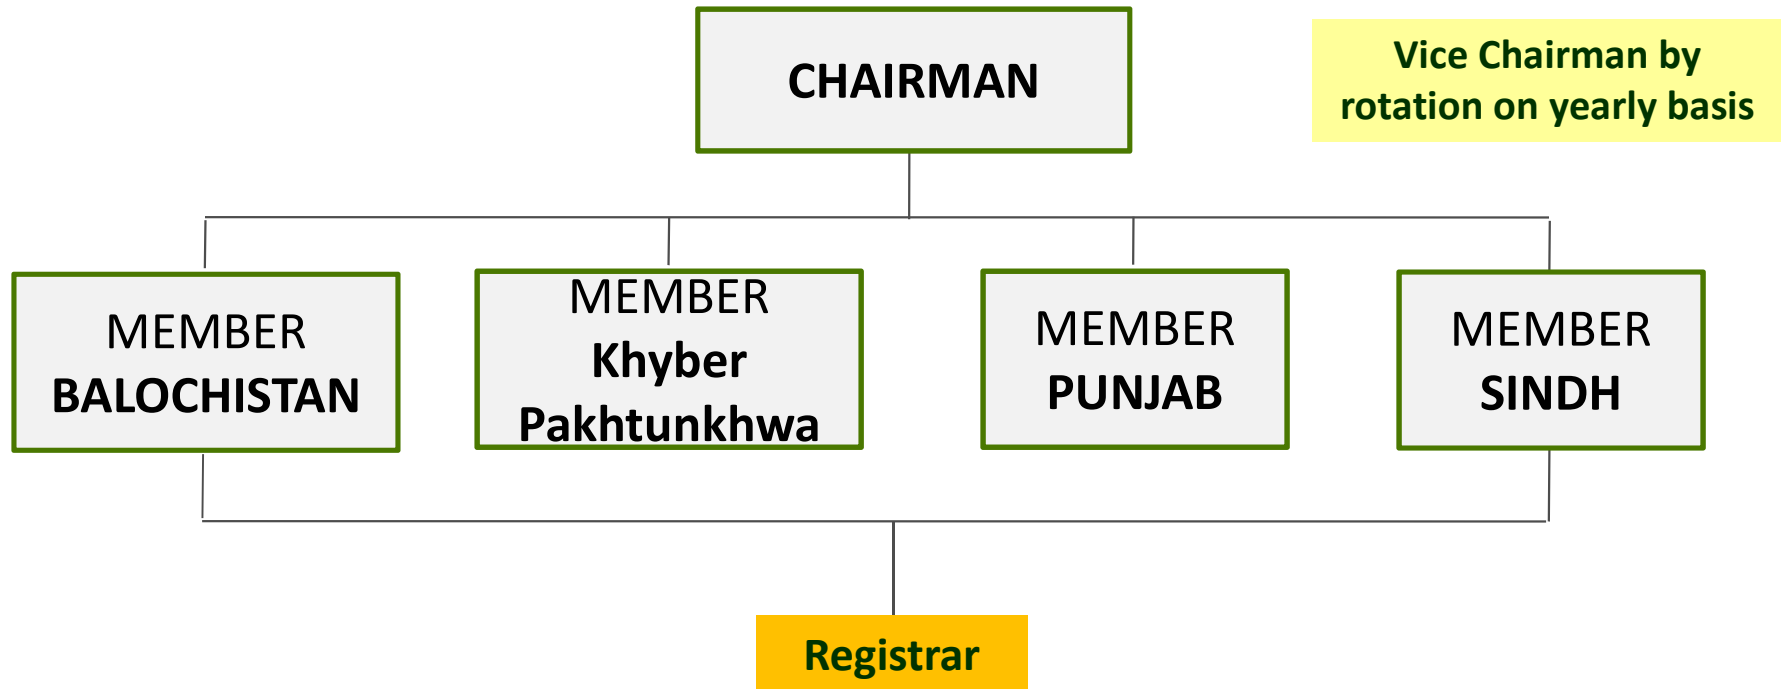 CHAIRMAN
Vice Chairman by
rotation on yearly basis
MEMBER
BALOCHISTAN
MEMBER
Khyber
Pakhtunkhwa
MEMBER
PUNJAB
MEMBER
SINDH
Registrar